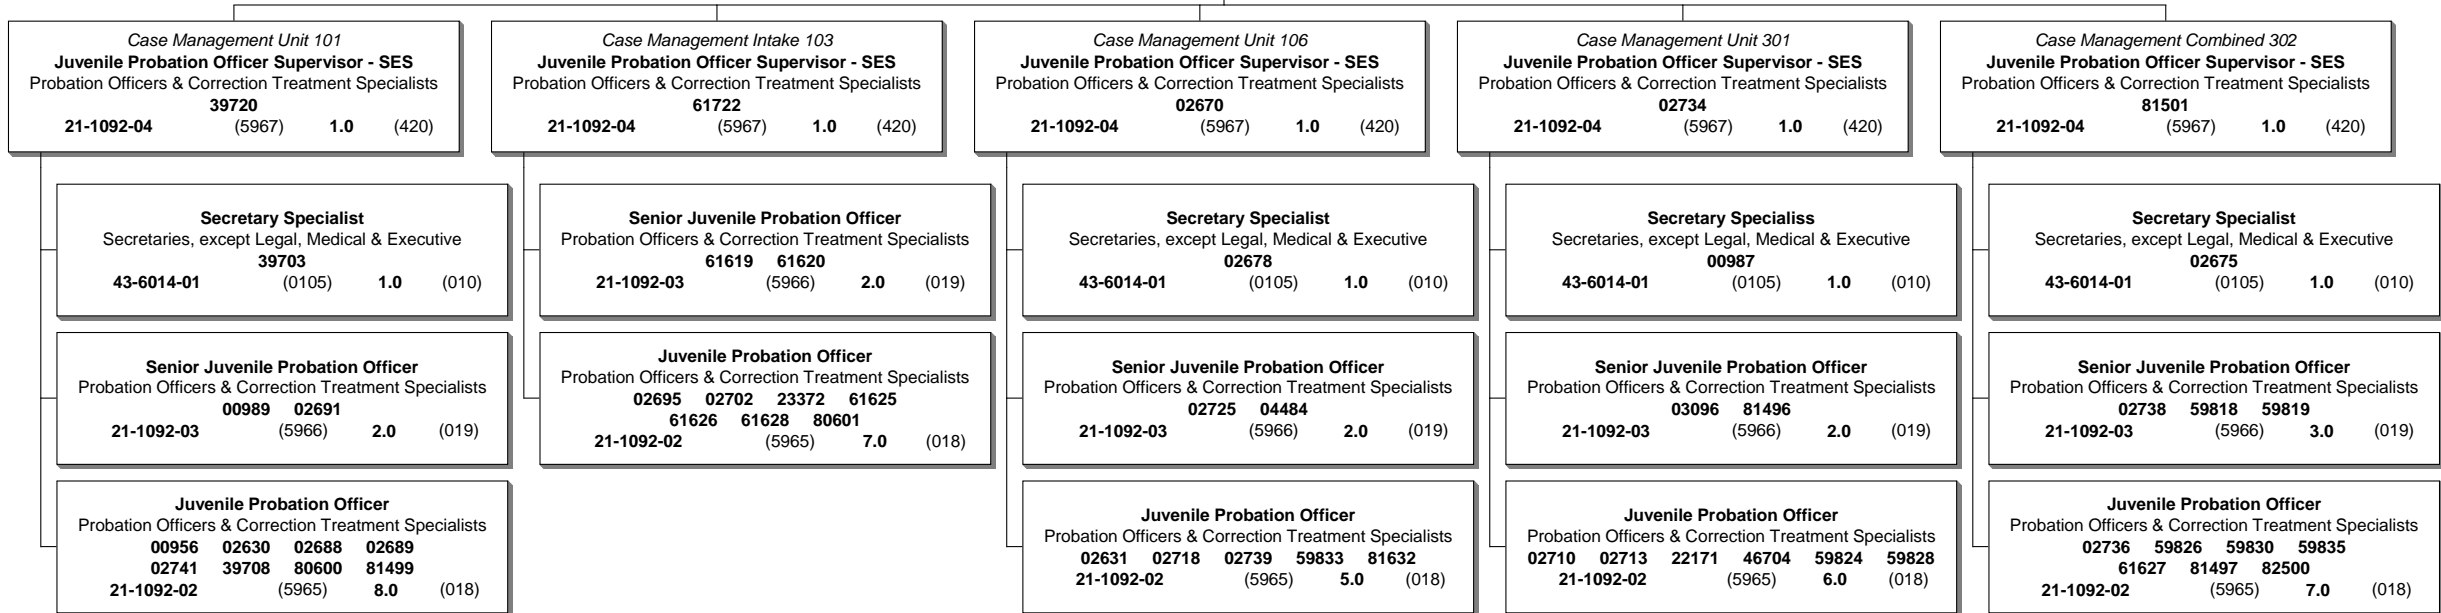 Case Management Unit 101
Juvenile Probation Officer Supervisor - SES
Probation Officers & Correction Treatment Specialists
39720
21-1092-04 (5967) 1.0 (420)
Secretary Specialist
Secretaries, except Legal, Medical & Executive
39703
43-6014-01 (0105) 1.0 (010)
Senior Juvenile Probation Officer
Probation Officers & Correction Treatment Specialists
00989 02691
21-1092-03 (5966) 2.0 (019)
Juvenile Probation Officer
Probation Officers & Correction Treatment Specialists
00956 02630 02688 02689
02741 39708 80600 81499
21-1092-02 (5965) 8.0 (018)
Case Management Intake 103
Juvenile Probation Officer Supervisor - SES
Probation Officers & Correction Treatment Specialists
61722
21-1092-04 (5967) 1.0 (420)
Senior Juvenile Probation Officer
Probation Officers & Correction Treatment Specialists
61619 61620
21-1092-03 (5966) 2.0 (019)
Juvenile Probation Officer
Probation Officers & Correction Treatment Specialists
02695 02702 23372 61625
61626 61628 80601
21-1092-02 (5965) 7.0 (018)
Case Management Unit 106
Juvenile Probation Officer Supervisor - SES
Probation Officers & Correction Treatment Specialists
02670
21-1092-04 (5967) 1.0 (420)
Secretary Specialist
Secretaries, except Legal, Medical & Executive
02678
43-6014-01 (0105) 1.0 (010)
Senior Juvenile Probation Officer
Probation Officers & Correction Treatment Specialists
02725 04484
21-1092-03 (5966) 2.0 (019)
Juvenile Probation Officer
Probation Officers & Correction Treatment Specialists
02631 02718 02739 59833 81632
21-1092-02 (5965) 5.0 (018)
Case Management Unit 301
Juvenile Probation Officer Supervisor - SES
Probation Officers & Correction Treatment Specialists
02734
21-1092-04 (5967) 1.0 (420)
Secretary Specialiss
Secretaries, except Legal, Medical & Executive
00987
43-6014-01 (0105) 1.0 (010)
Senior Juvenile Probation Officer
Probation Officers & Correction Treatment Specialists
03096 81496
21-1092-03 (5966) 2.0 (019)
Juvenile Probation Officer
Probation Officers & Correction Treatment Specialists
02710 02713 22171 46704 59824 59828
21-1092-02 (5965) 6.0 (018)
Case Management Combined 302
Juvenile Probation Officer Supervisor - SES
Probation Officers & Correction Treatment Specialists
81501
21-1092-04 (5967) 1.0 (420)
Secretary Specialist
Secretaries, except Legal, Medical & Executive
02675
43-6014-01 (0105) 1.0 (010)
Senior Juvenile Probation Officer
Probation Officers & Correction Treatment Specialists
02738 59818 59819
21-1092-03 (5966) 3.0 (019)
Juvenile Probation Officer
Probation Officers & Correction Treatment Specialists
02736 59826 59830 59835
61627 81497 82500
21-1092-02 (5965) 7.0 (018)